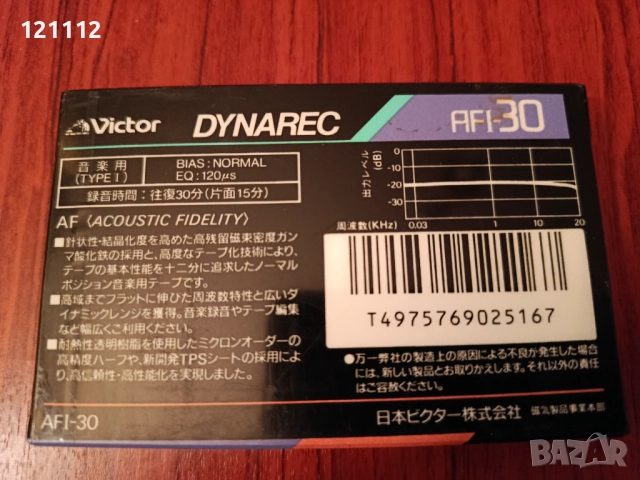 121112
Victor DYNAREC AFI-30
音楽用 (TYPE I)
BIAS: NORMAL
EQ: 120μs
録音時間：往復30分(片面15分)
出力レベル (dB)
0
-10
-20
-30
周波数(KHz) 0.03 1 10 20
AF〈ACOUSTIC FIDELITY〉
■針状性・結晶化度を高めた高残留磁束密度ガン
マ酸化鉄の採用と、高度なテープ化技術により、
テープの基本性能を十二分に追求したノーマル
ポジション音楽用テープです。
■高域までフラットに伸びた周波数特性と広いダ
イナミックレンジを獲得。音楽録音やテープ編集
など幅広くご利用ください。
■耐熱性透明樹脂を使用したミクロンオーダーの
高精度ハーフや、新開発TPSシートの採用によ
り、高信頼性・高性能化を実現しました。
T4975769025167
●万一弊社の製造上の原因による不良が発生した場合
には、新しい製品とお取りかえします。それ以外の責任
はご容赦ください。
AFI-30
日本ビクター株式会社 磁気製品事業本部
BAZAR